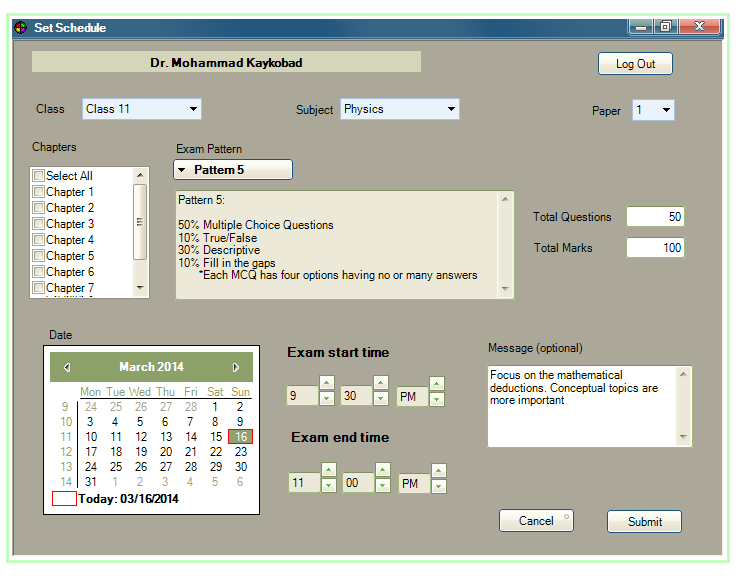 Set Schedule
Dr. Mohammad Kaykobad
Log Out
Class Class 11 Subject Physics Paper 1
Chapters
Select All
Chapter 1
Chapter 2
Chapter 3
Chapter 4
Chapter 5
Chapter 6
Chapter 7
Exam Pattern
Pattern 5
Pattern 5:
50% Multiple Choice Questions
10% True/False
30% Descriptive
10% Fill in the gaps
*Each MCQ has four options having no or many answers
Total Questions 50
Total Marks 100
Date
March 2014
Mon Tue Wed Thu Fri Sat Sun
9 24 25 26 27 28 1 2
10 3 4 5 6 7 8 9
11 10 11 12 13 14 15 16
12 17 18 19 20 21 22 23
13 24 25 26 27 28 29 30
14 31 1 2 3 4 5 6
Today: 03/16/2014
Exam start time
9 30 PM
Exam end time
11 00 PM
Message (optional)
Focus on the mathematical
deductions. Conceptual topics are
more important
Cancel Submit